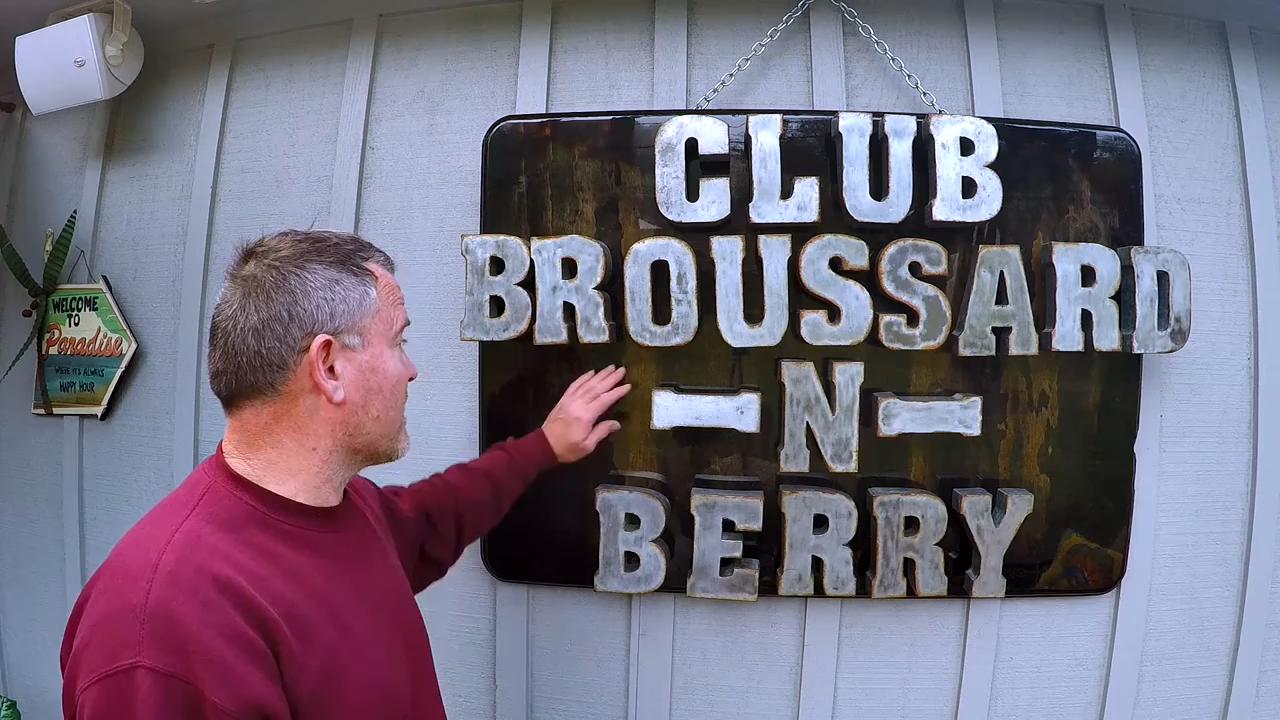 CLUB
BROUSSARD
- N -
BERRY
WELCOME
TO
Paradise
WHERE IT'S ALWAYS
HAPPY HOUR